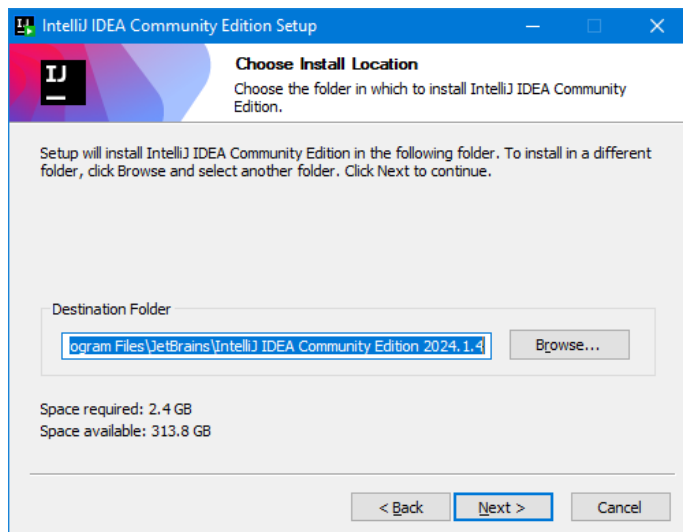 IntelliJ IDEA Community Edition Setup
IJ
Choose Install Location
Choose the folder in which to install IntelliJ IDEA Community
Edition.
Setup will install IntelliJ IDEA Community Edition in the following folder. To install in a different
folder, click Browse and select another folder. Click Next to continue.
Destination Folder
ogram Files\JetBrains\IntelliJ IDEA Community Edition 2024.1.4
Browse...
Space required: 2.4 GB
Space available: 313.8 GB
< Back
Next >
Cancel